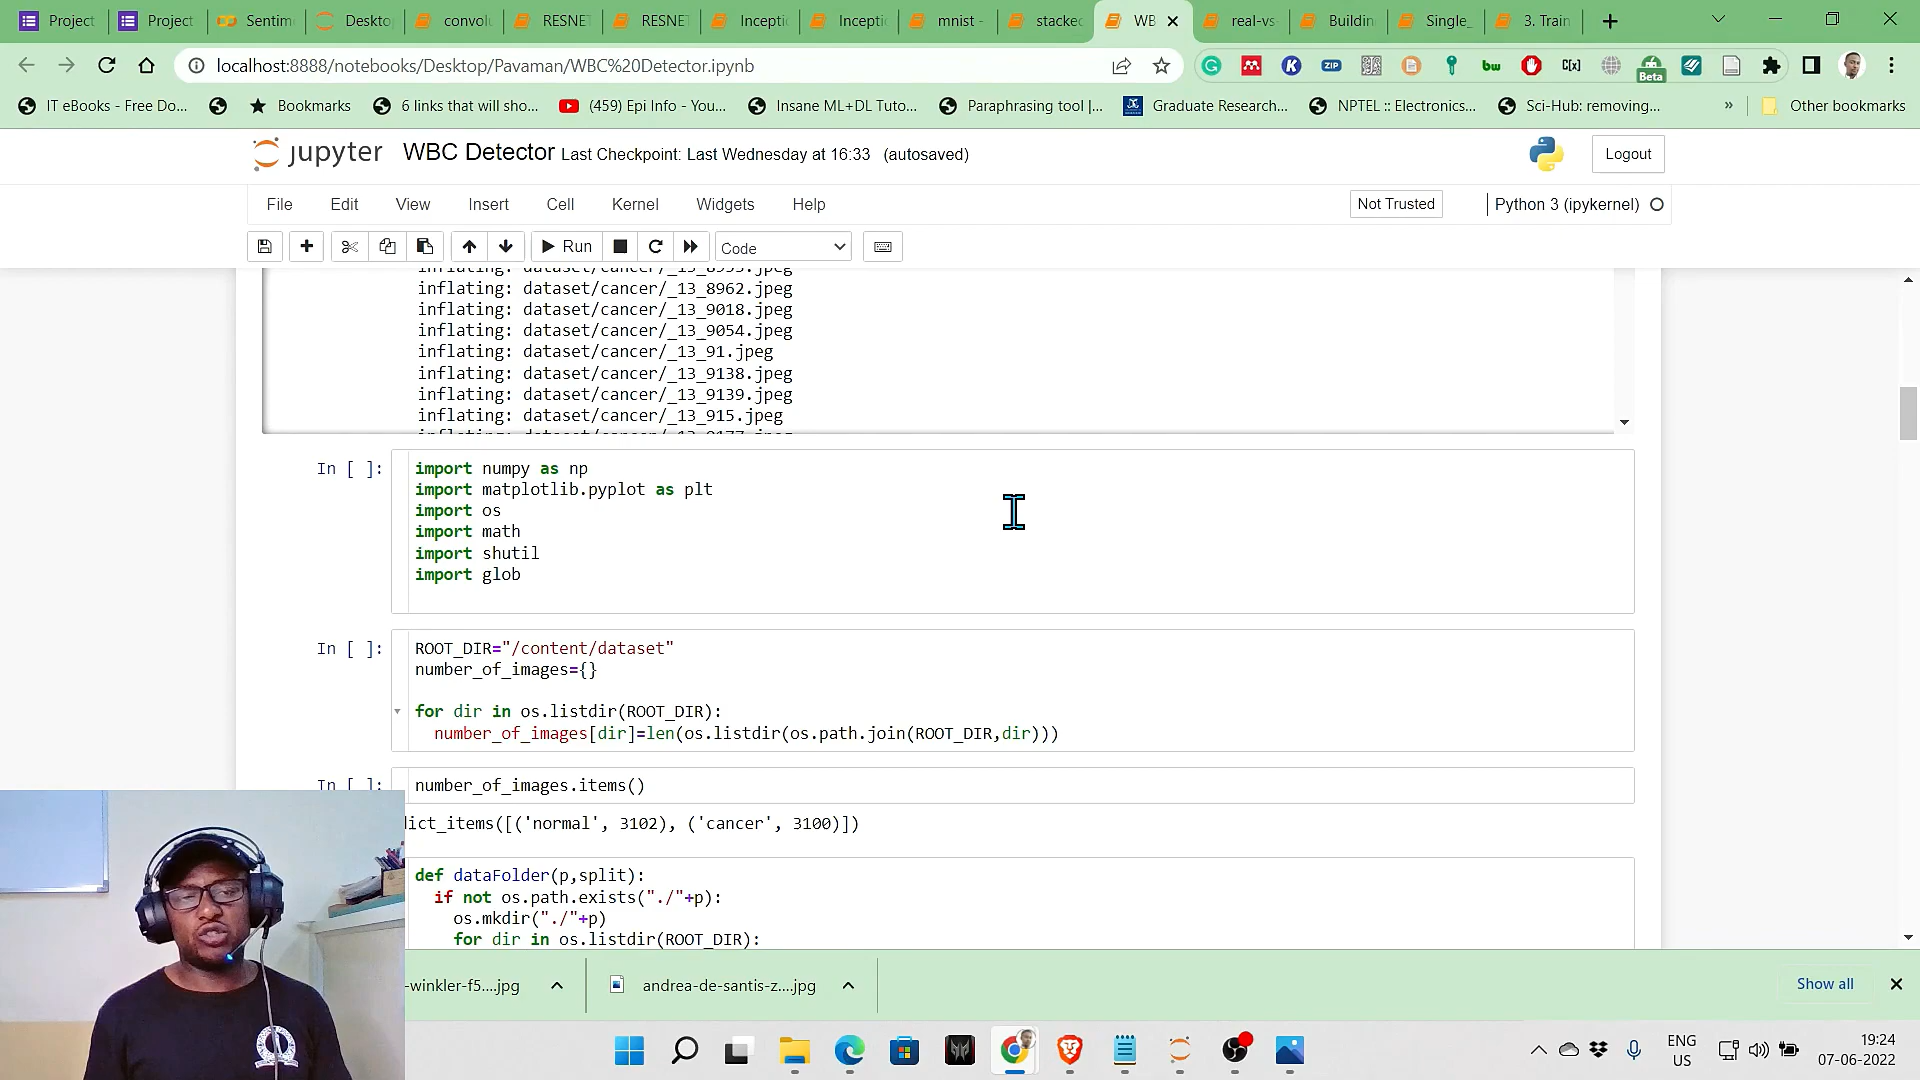 Project
Project
Sentim
Deskto
convolu
RESNET
RESNET
Inceptio
Inceptio
mnist -
stacked
WB
real-vs-
Building
Single_
3. Train
localhost:8888/notebooks/Desktop/Pavaman/WBC%20Detector.ipynb
ZIP
bw
C[x]
Beta
IT eBooks - Free Do...
Bookmarks
6 links that will sho...
(459) Epi Info - You...
Insane ML+DL Tuto...
Paraphrasing tool |...
Graduate Research...
NPTEL :: Electronics...
Sci-Hub: removing...
»
Other bookmarks
jupyter WBC Detector Last Checkpoint: Last Wednesday at 16:33 (autosaved)
Logout
File Edit View Insert Cell Kernel Widgets Help
Not Trusted
Python 3 (ipykernel)
Run
Code
inflating: dataset/cancer/_13_8955.jpeg
inflating: dataset/cancer/_13_8962.jpeg
inflating: dataset/cancer/_13_9018.jpeg
inflating: dataset/cancer/_13_9054.jpeg
inflating: dataset/cancer/_13_91.jpeg
inflating: dataset/cancer/_13_9138.jpeg
inflating: dataset/cancer/_13_9139.jpeg
inflating: dataset/cancer/_13_915.jpeg
In [ ]:
import numpy as np
import matplotlib.pyplot as plt
import os
import math
import shutil
import glob
In [ ]:
ROOT_DIR="/content/dataset"
number_of_images={}
for dir in os.listdir(ROOT_DIR):
number_of_images[dir]=len(os.listdir(os.path.join(ROOT_DIR,dir)))
In [ ]:
number_of_images.items()
ict_items([('normal', 3102), ('cancer', 3100)])
def dataFolder(p,split):
if not os.path.exists("./"+p):
os.mkdir("./"+p)
for dir in os.listdir(ROOT_DIR):
-winkler-f5....jpg
andrea-de-santis-z....jpg
Show all
ENG
US
19:24
07-06-2022